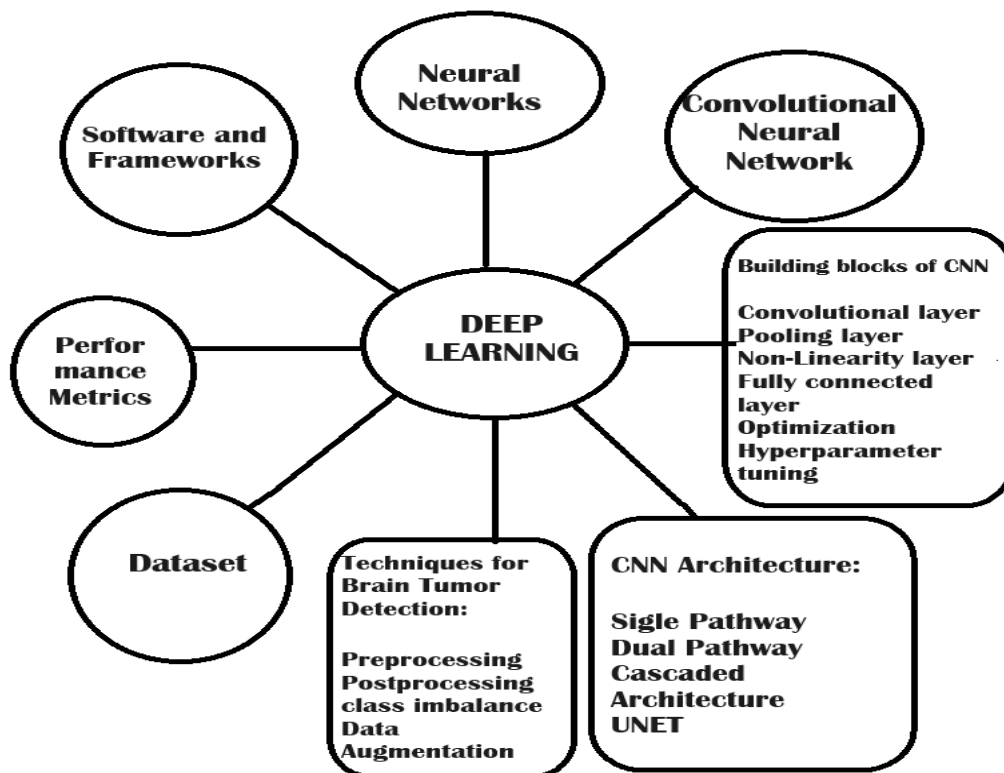 Neural
Networks
Convolutional
Neural
Network
Software and
Frameworks
Building blocks of CNN
Convolutional layer
Pooling layer
Non-Linearity layer
Fully connected
layer
Optimization
Hyperparameter
tuning
DEEP
LEARNING
Perfor
mance
Metrics
Dataset
Techniques for
Brain Tumor
Detection:
Preprocessing
Postprocessing
class imbalance
Data
Augmentation
CNN Architecture:
Sigle Pathway
Dual Pathway
Cascaded
Architecture
UNET